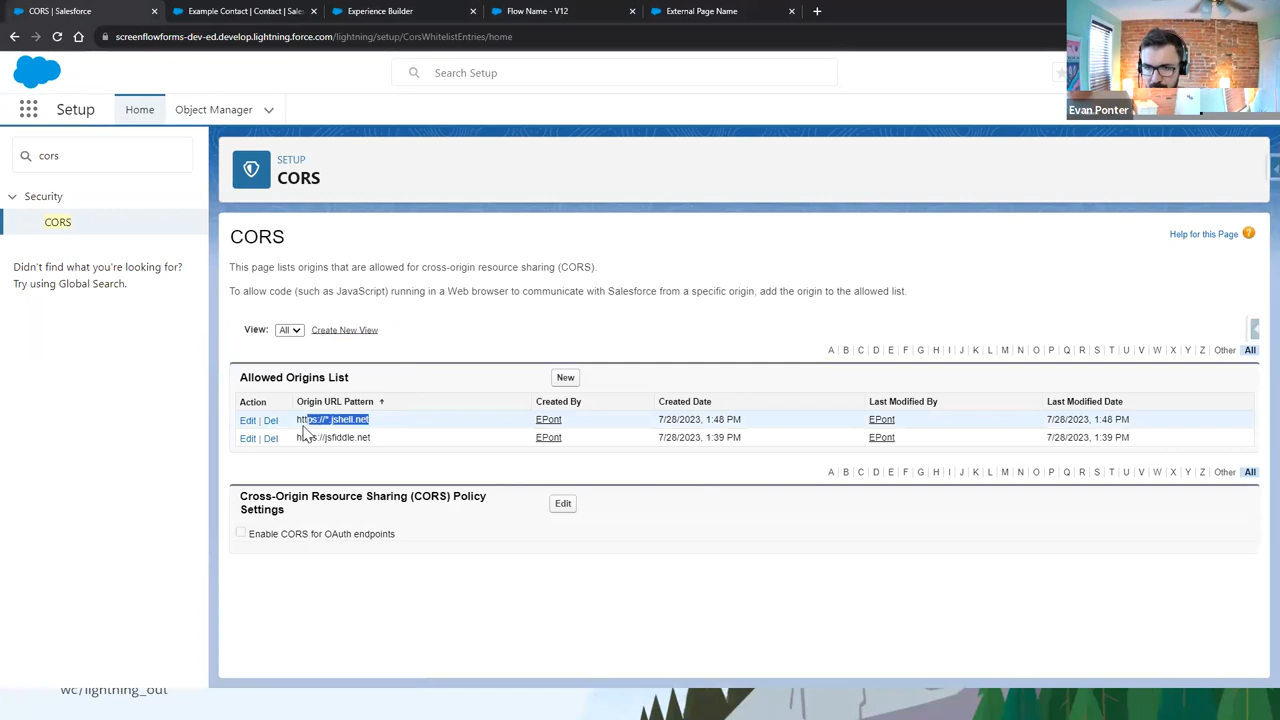 CORS | Salesforce
Example Contact | Contact | Sales
Experience Builder
Flow Name - V12
External Page Name
screenflowforms-dev-ed.develop.lightning.force.com/lightning/setup/CorsWhitelistEntries/home
Search Setup
Setup
Home
Object Manager
Evan Ponter
cors
Security
CORS
Didn't find what you're looking for?
Try using Global Search.
SETUP
CORS
CORS
Help for this Page
This page lists origins that are allowed for cross-origin resource sharing (CORS).
To allow code (such as JavaScript) running in a Web browser to communicate with Salesforce from a specific origin, add the origin to the allowed list.
View: All Create New View
A B C D E F G H I J K L M N O P Q R S T U V W X Y Z Other All
Allowed Origins List New
Action Origin URL Pattern Created By Created Date Last Modified By Last Modified Date
Edit | Del https://*.jshell.net EPont 7/28/2023, 1:48 PM EPont 7/28/2023, 1:48 PM
Edit | Del https://jsfiddle.net EPont 7/28/2023, 1:39 PM EPont 7/28/2023, 1:39 PM
A B C D E F G H I J K L M N O P Q R S T U V W X Y Z Other All
Cross-Origin Resource Sharing (CORS) Policy
Settings
Edit
Enable CORS for OAuth endpoints
wc/lightning_out